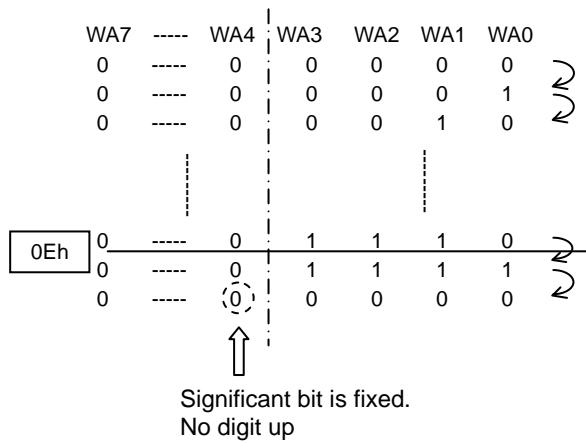 WA7 ----- WA4 WA3 WA2 WA1 WA0
0 ----- 0 0 0 0 0
0 ----- 0 0 0 0 1
0 ----- 0 0 0 1 0
0Eh 0 ----- 0 1 1 1 0
0 ----- 0 1 1 1 1
0 ----- 0 0 0 0 0
Significant bit is fixed.
No digit up